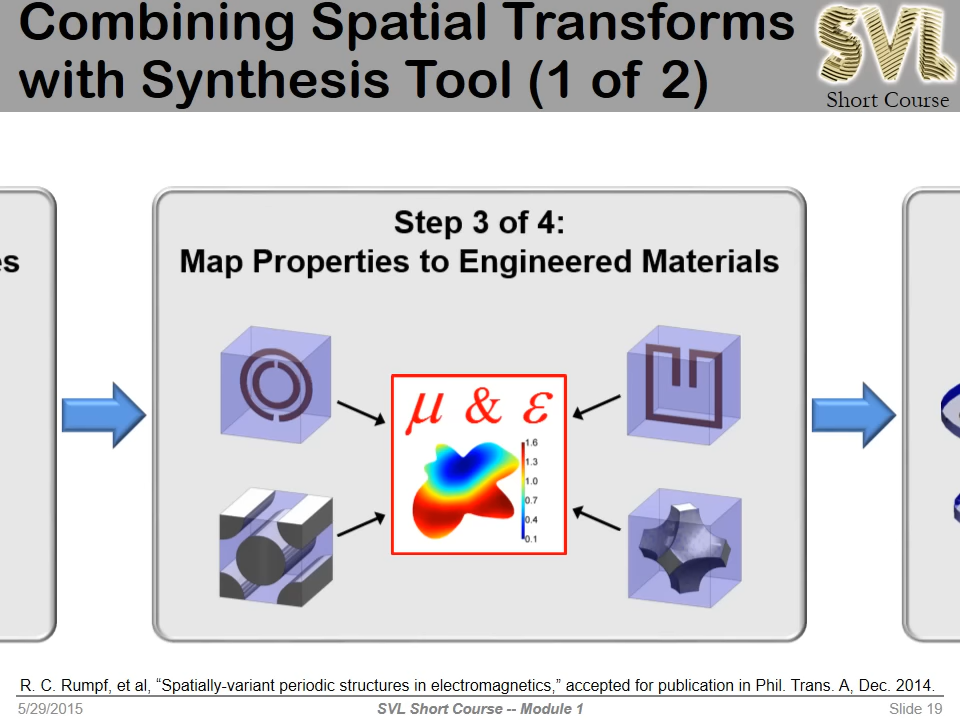 Combining Spatial Transforms
with Synthesis Tool (1 of 2)
SVL
Short Course
es
Step 3 of 4:
Map Properties to Engineered Materials
μ & ε
1.6
1.3
1.0
0.7
0.4
0.1
R. C. Rumpf, et al, “Spatially-variant periodic structures in electromagnetics,” accepted for publication in Phil. Trans. A, Dec. 2014.
5/29/2015
SVL Short Course -- Module 1
Slide 19